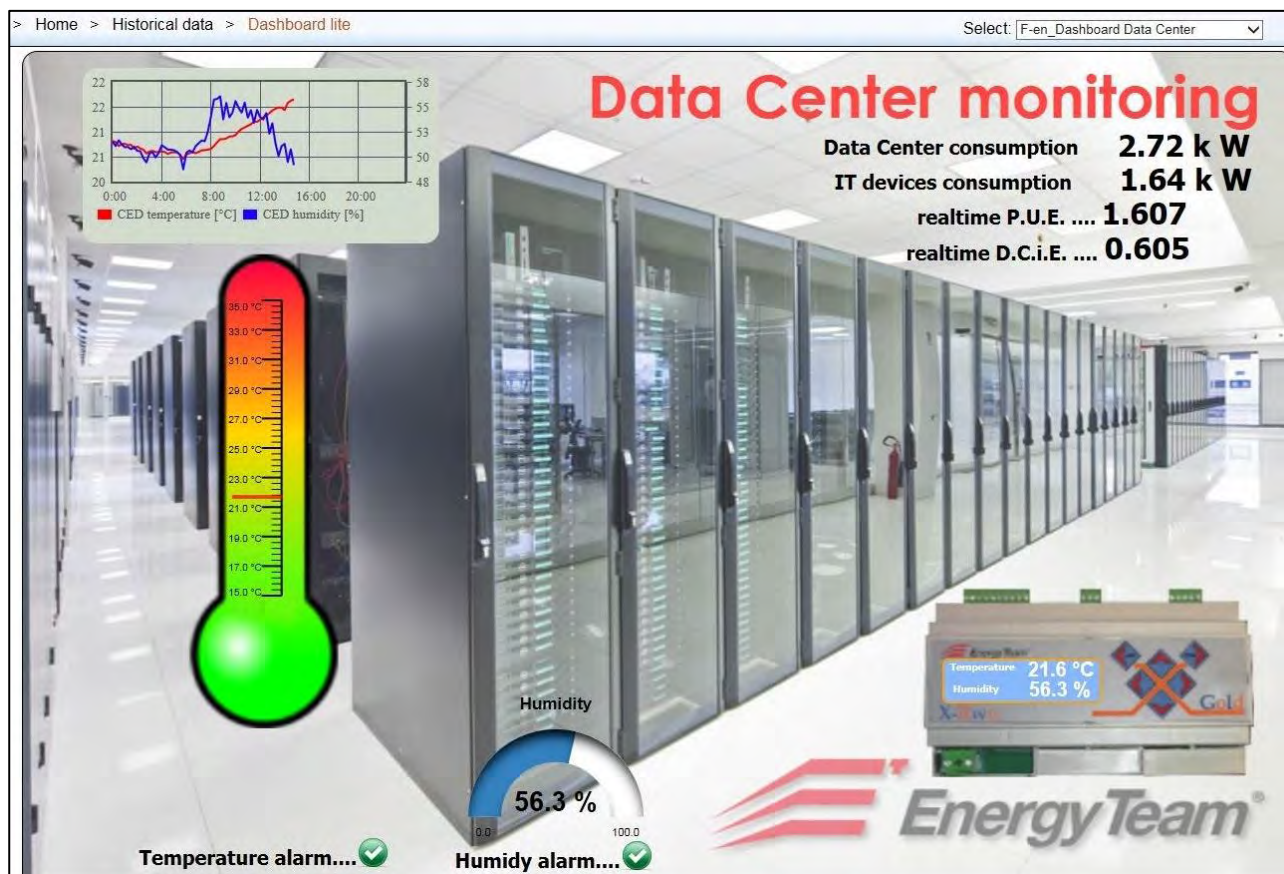 > Home > Historical data > Dashboard lite
Select: F-en_Dashboard Data Center
22
22
21
21
20
58
55
53
50
48
0:00 4:00 8:00 12:00 16:00 20:00
CED temperature [°C] CED humidity [%]
Data Center monitoring
Data Center consumption 2.72 k W
IT devices consumption 1.64 k W
realtime P.U.E. .... 1.607
realtime D.C.i.E. .... 0.605
35.0 °C
33.0 °C
31.0 °C
29.0 °C
27.0 °C
25.0 °C
23.0 °C
21.0 °C
19.0 °C
17.0 °C
15.0 °C
Energy Team
Temperature 21.6 °C
Humidity 56.3 %
Gold
Humidity
56.3 %
0.0 100.0
EnergyTeam®
Temperature alarm....
Humidy alarm....